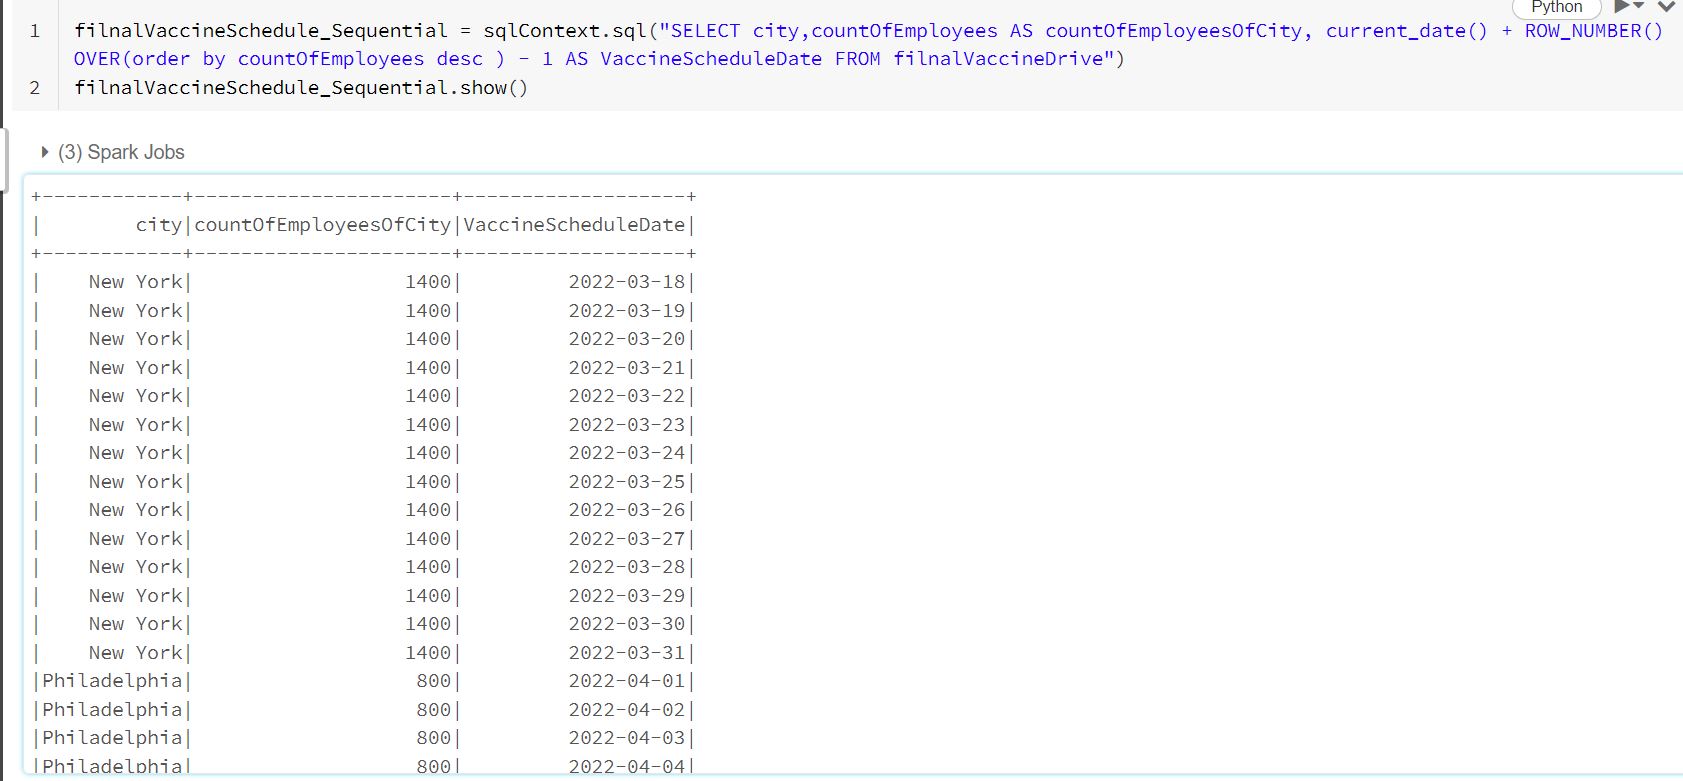 Python
1 filnalVaccineSchedule_Sequential = sqlContext.sql("SELECT city,countOfEmployees AS countOfEmployeesOfCity, current_date() + ROW_NUMBER()
OVER(order by countOfEmployees desc ) - 1 AS VaccineScheduleDate FROM filnalVaccineDrive")
2 filnalVaccineSchedule_Sequential.show()
(3) Spark Jobs
+------------+----------------------+-------------------+
|        city|countOfEmployeesOfCity|VaccineScheduleDate|
+------------+----------------------+-------------------+
|    New York|                  1400|         2022-03-18|
|    New York|                  1400|         2022-03-19|
|    New York|                  1400|         2022-03-20|
|    New York|                  1400|         2022-03-21|
|    New York|                  1400|         2022-03-22|
|    New York|                  1400|         2022-03-23|
|    New York|                  1400|         2022-03-24|
|    New York|                  1400|         2022-03-25|
|    New York|                  1400|         2022-03-26|
|    New York|                  1400|         2022-03-27|
|    New York|                  1400|         2022-03-28|
|    New York|                  1400|         2022-03-29|
|    New York|                  1400|         2022-03-30|
|    New York|                  1400|         2022-03-31|
|Philadelphia|                   800|         2022-04-01|
|Philadelphia|                   800|         2022-04-02|
|Philadelphia|                   800|         2022-04-03|
|Philadelphia|                   800|         2022-04-04|